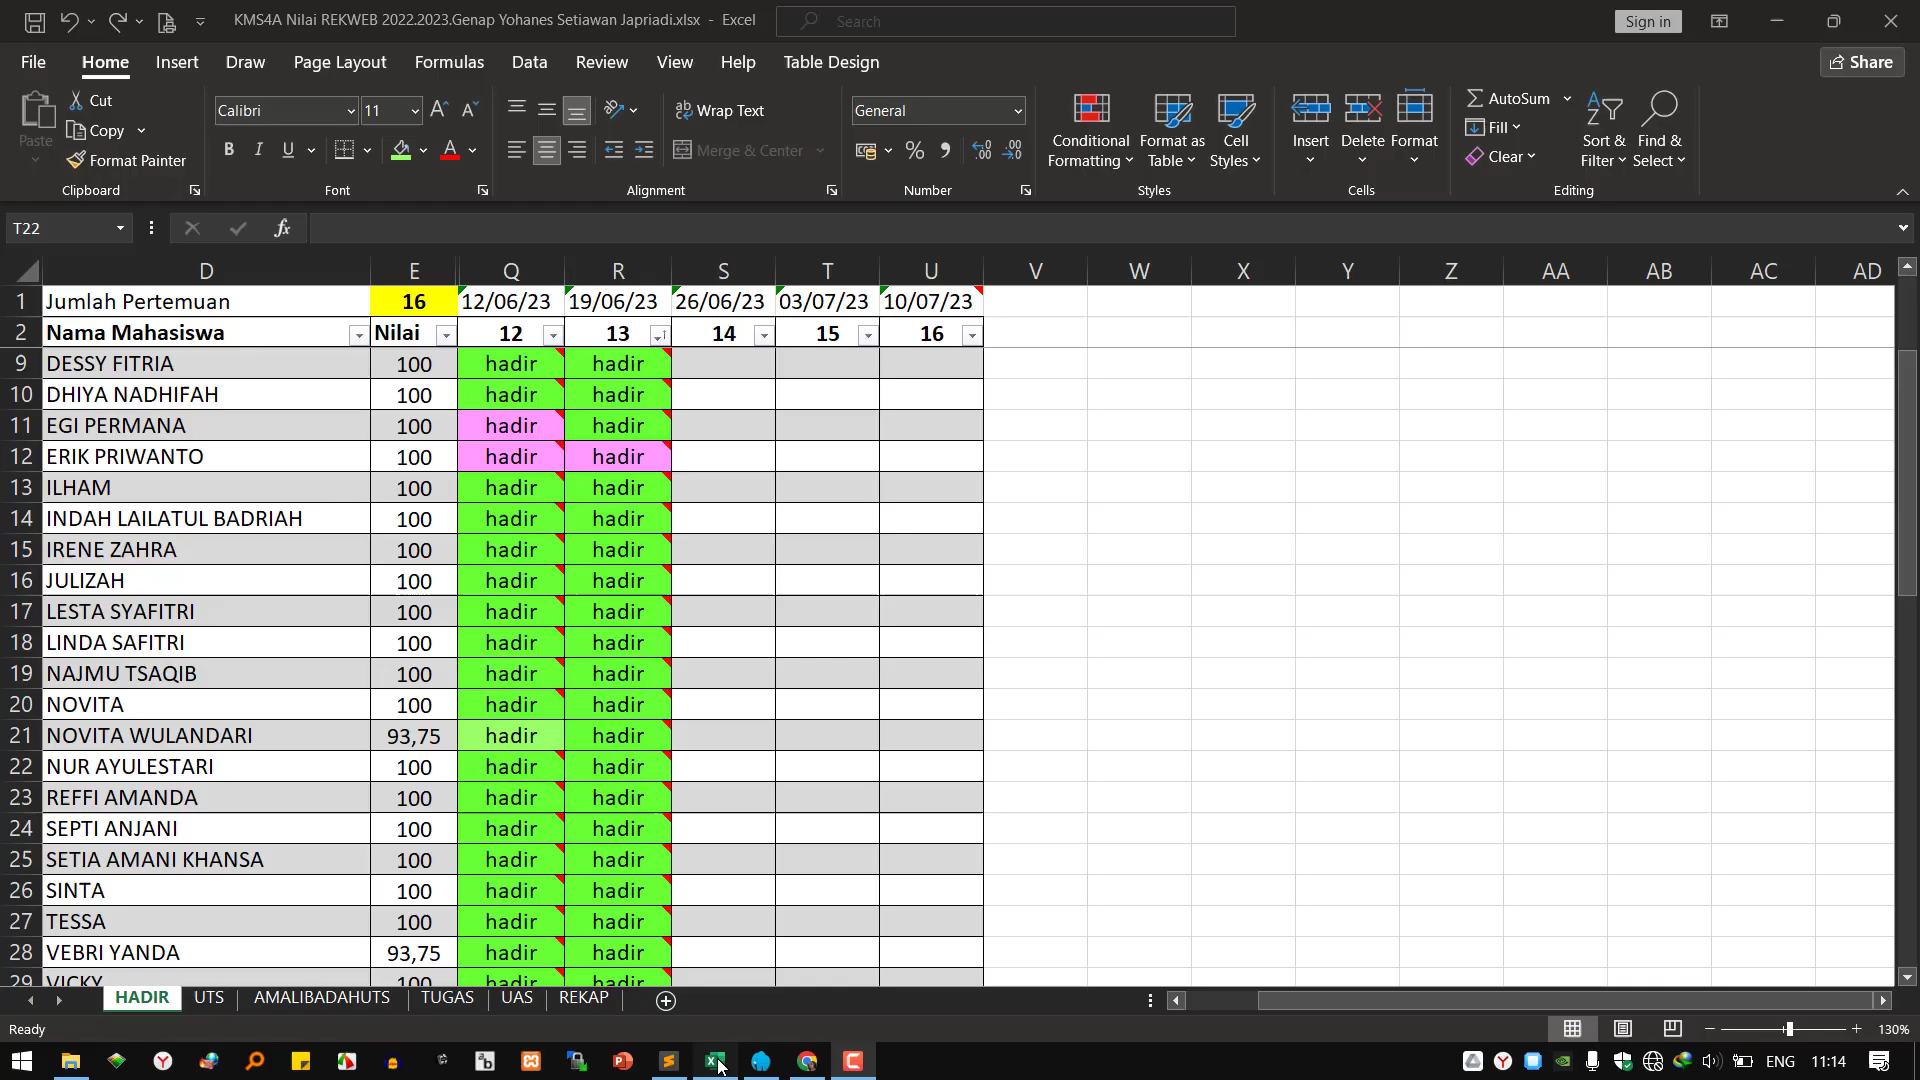 KMS4A Nilai REKWEB 2022.2023.Genap Yohanes Setiawan Japriadi.xlsx - Excel
Search
Sign in
File Home Insert Draw Page Layout Formulas Data Review View Help Table Design
Share
Paste
Cut
Copy
Format Painter
Clipboard
Calibri 11
B I U
Font
Wrap Text
Merge & Center
Alignment
General
Number
Conditional Formatting
Format as Table
Cell Styles
Styles
Insert Delete Format
Cells
AutoSum
Fill
Clear
Sort & Filter
Find & Select
Editing
T22
fx
D E Q R S T U V W X Y Z AA AB AC AD
1 Jumlah Pertemuan 16 12/06/23 19/06/23 26/06/23 03/07/23 10/07/23
2 Nama Mahasiswa Nilai 12 13 14 15 16
9 DESSY FITRIA 100 hadir hadir
10 DHIYA NADHIFAH 100 hadir hadir
11 EGI PERMANA 100 hadir hadir
12 ERIK PRIWANTO 100 hadir hadir
13 ILHAM 100 hadir hadir
14 INDAH LAILATUL BADRIAH 100 hadir hadir
15 IRENE ZAHRA 100 hadir hadir
16 JULIZAH 100 hadir hadir
17 LESTA SYAFITRI 100 hadir hadir
18 LINDA SAFITRI 100 hadir hadir
19 NAJMU TSAQIB 100 hadir hadir
20 NOVITA 100 hadir hadir
21 NOVITA WULANDARI 93,75 hadir hadir
22 NUR AYULESTARI 100 hadir hadir
23 REFFI AMANDA 100 hadir hadir
24 SEPTI ANJANI 100 hadir hadir
25 SETIA AMANI KHANSA 100 hadir hadir
26 SINTA 100 hadir hadir
27 TESSA 100 hadir hadir
28 VEBRI YANDA 93,75 hadir hadir
29 VICKY 100 hadir hadir
HADIR UTS AMALIBADAHUTS TUGAS UAS REKAP
Ready
130%
ENG 11:14